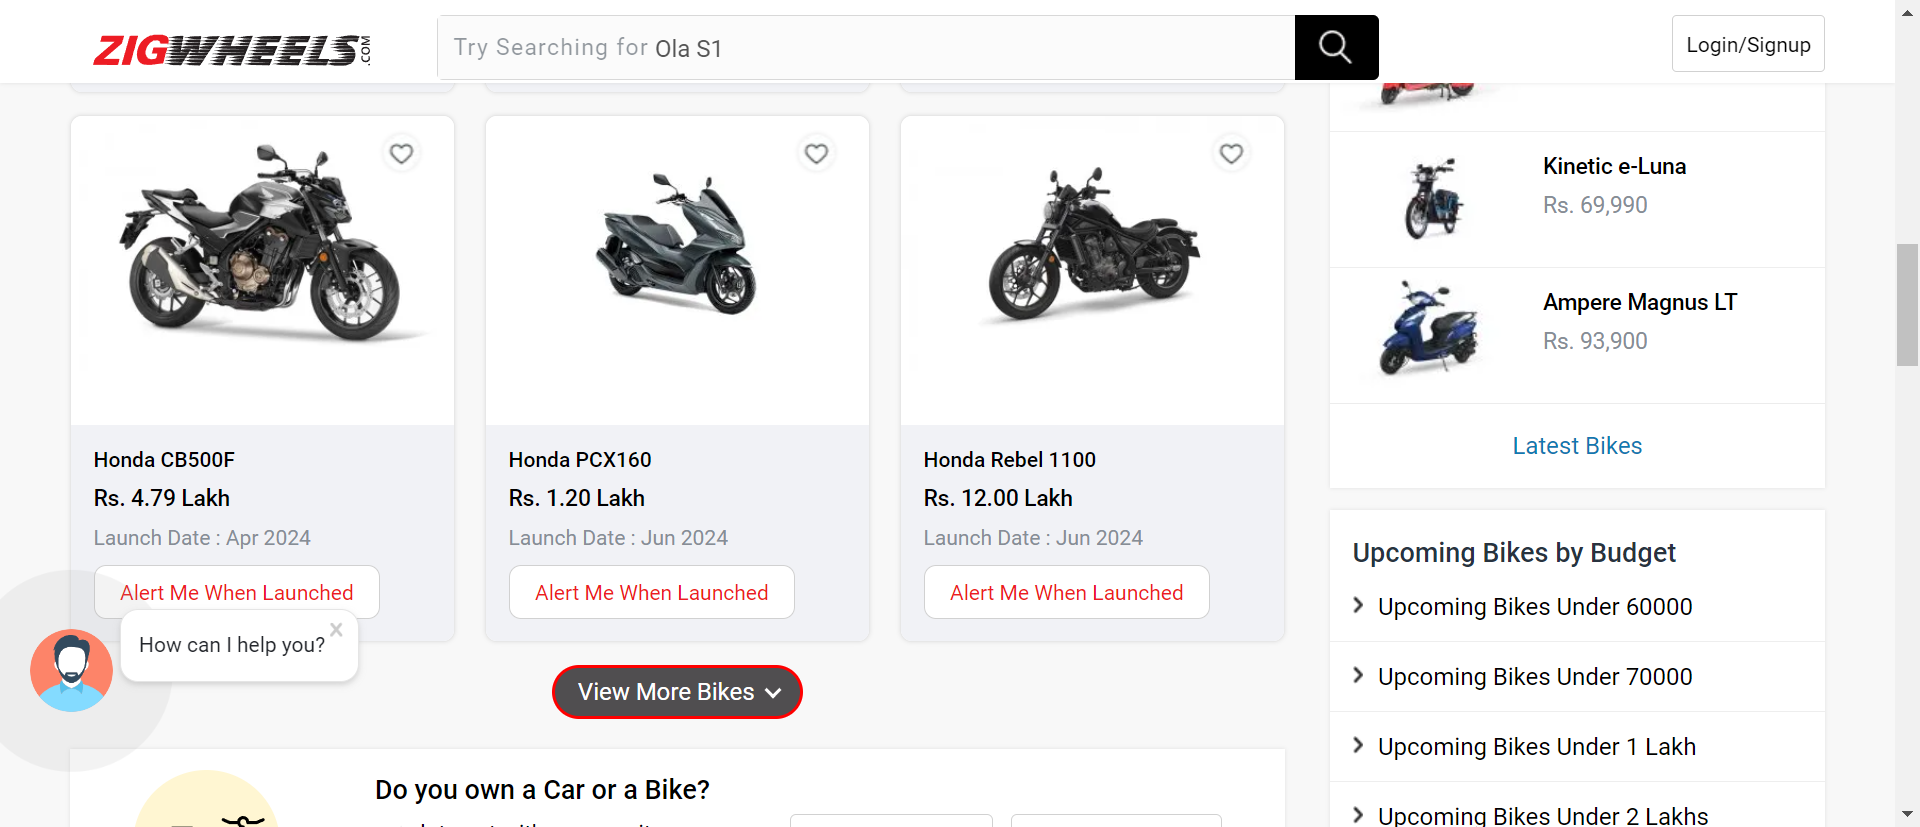 ZIGWHEELS.COM
Try Searching for Ola S1
Login/Signup
Honda CB500F
Rs. 4.79 Lakh
Launch Date : Apr 2024
Alert Me When Launched
Honda PCX160
Rs. 1.20 Lakh
Launch Date : Jun 2024
Alert Me When Launched
Honda Rebel 1100
Rs. 12.00 Lakh
Launch Date : Jun 2024
Alert Me When Launched
How can I help you?
View More Bikes
Do you own a Car or a Bike?
Kinetic e-Luna
Rs. 69,990
Ampere Magnus LT
Rs. 93,900
Latest Bikes
Upcoming Bikes by Budget
Upcoming Bikes Under 60000
Upcoming Bikes Under 70000
Upcoming Bikes Under 1 Lakh
Upcoming Bikes Under 2 Lakhs